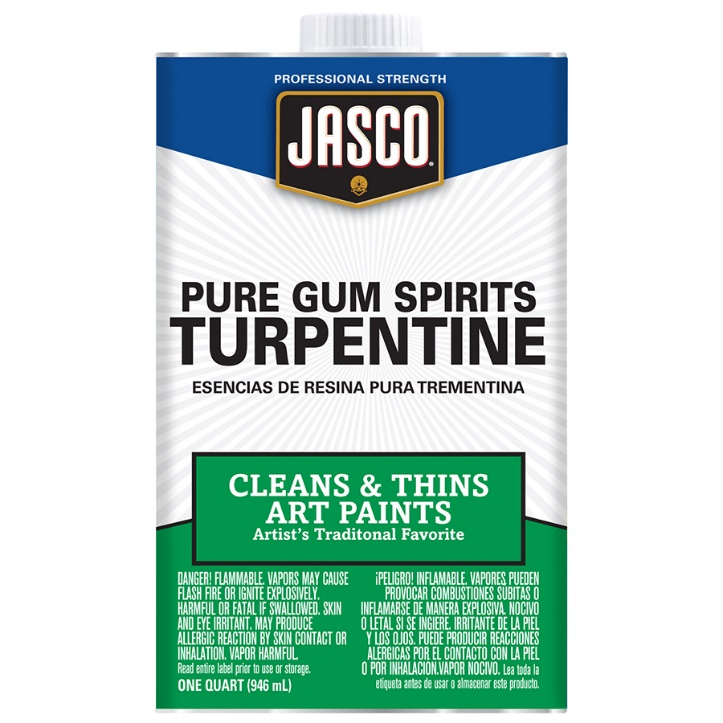 PROFESSIONAL STRENGTH
JASCO®
PURE GUM SPIRITS
TURPENTINE
ESENCIAS DE RESINA PURA TREMENTINA
CLEANS & THINS
ART PAINTS
Artist's Traditonal Favorite
DANGER! FLAMMABLE. VAPORS MAY CAUSE
FLASH FIRE OR IGNITE EXPLOSIVELY.
HARMFUL OR FATAL IF SWALLOWED. SKIN
AND EYE IRRITANT. MAY PRODUCE
ALLERGIC REACTION BY SKIN CONTACT OR
INHALATION. VAPOR HARMFUL.
Read entire label prior to use or storage.
ONE QUART (946 mL)
¡PELIGRO! INFLAMABLE. VAPORES PUEDEN
PROVOCAR COMBUSTIONES SUBITAS O
INFLAMARSE DE MANERA EXPLOSIVA. NOCIVO
O LETAL SI SE INGIERE. IRRITANTE DE LA PIEL
Y LOS OJOS. PUEDE PRODUCIR REACCIONES
ALERGICAS POR EL CONTACTO CON LA PIEL
O POR INHALACION.VAPOR NOCIVO. Lea toda la
etiqueta antes de usar o almacenar este producto.